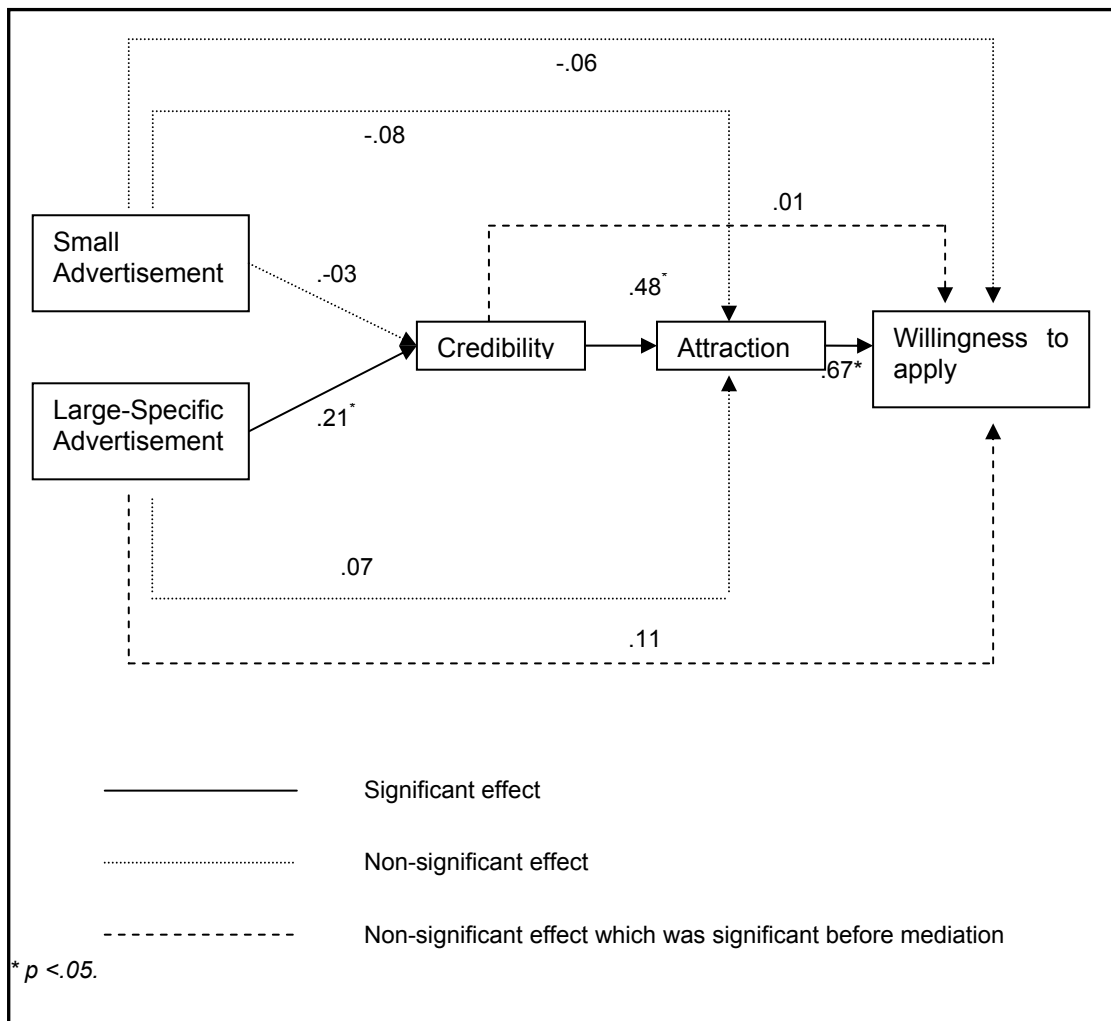 -.06
-.08
.01
Small
Advertisement
.-03
.48*
Credibility
Attraction
Willingness to
apply
.67*
Large-Specific
Advertisement
.21*
.07
.11
Significant effect
Non-significant effect
Non-significant effect which was significant before mediation
* p <.05.